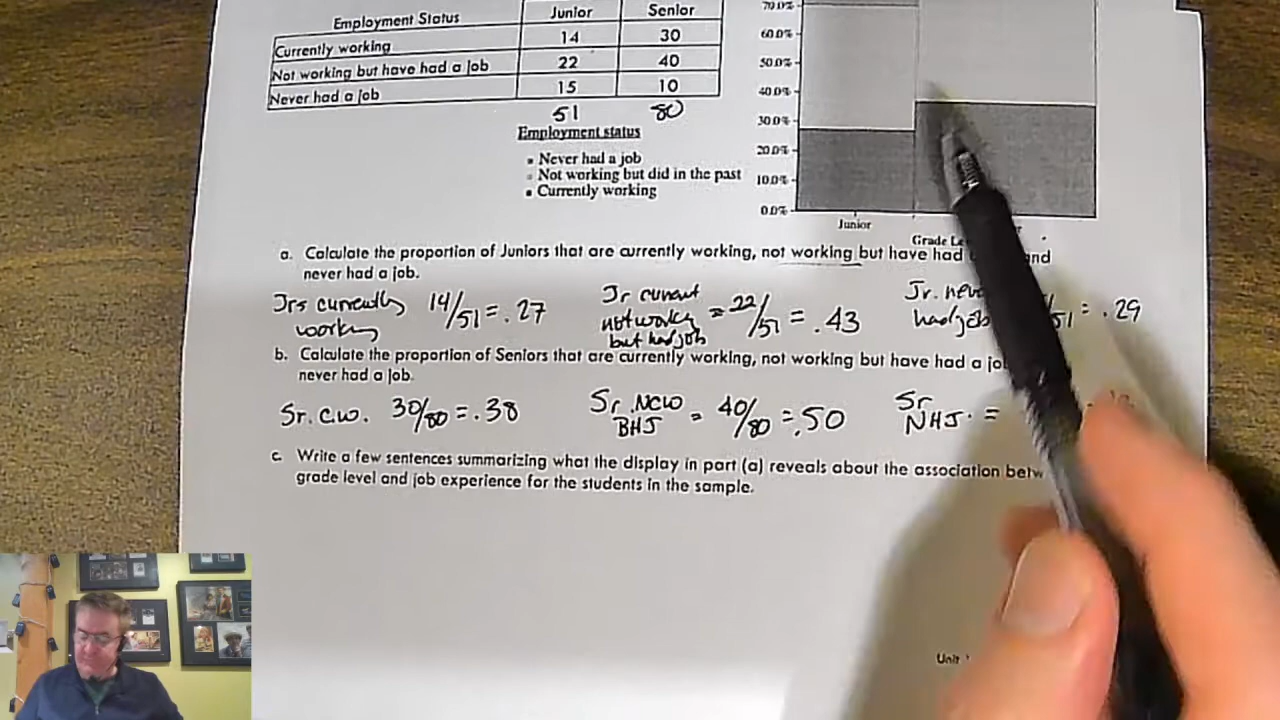 Employment Status Junior Senior
Currently working 14 30
Not working but have had a job 22 40
Never had a job 15 10
51 80
Employment status
Never had a job
Not working but did in the past
Currently working
70.0%
60.0%
50.0%
40.0%
30.0%
20.0%
10.0%
0.0%
Junior
Grade
a. Calculate the proportion of Juniors that are currently working, not working but have had and
never had a job.
Jrs currently working 14/51 = .27
Jr current not workg but had job = 22/51 = .43
Jr. had job 51 = .29
b. Calculate the proportion of Seniors that are currently working, not working but have had a
never had a job.
Sr. C.W. 30/80 = .38
Sr. NCW BHJ = 40/80 = .50
Sr NHJ. =
c. Write a few sentences summarizing what the display in part (a) reveals about the association
grade level and job experience for the students in the sample.
Unit